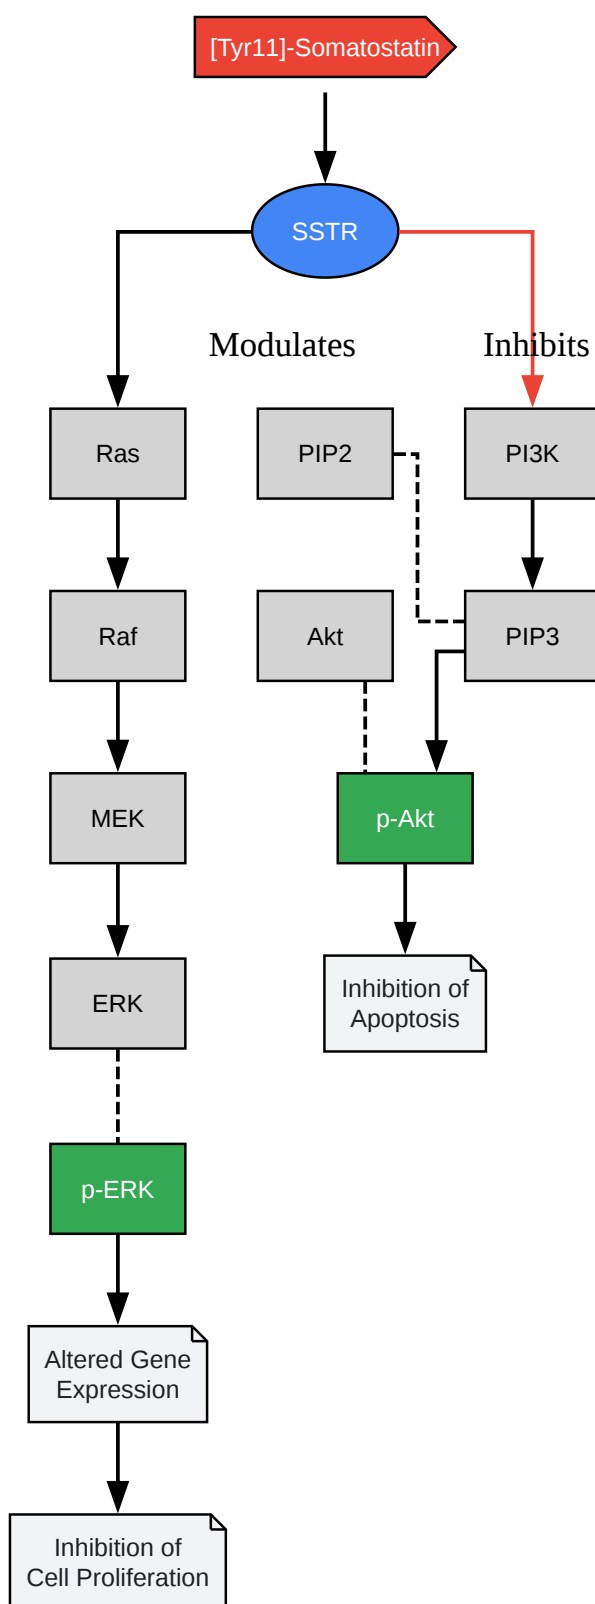 [Tyr11]-Somatostatin
SSTR
Modulates
Inhibits
Ras
PIP2
PI3K
Raf
Akt
PIP3
MEK
p-Akt
ERK
Inhibition of
Apoptosis
p-ERK
Altered Gene
Expression
Inhibition of
Cell Proliferation